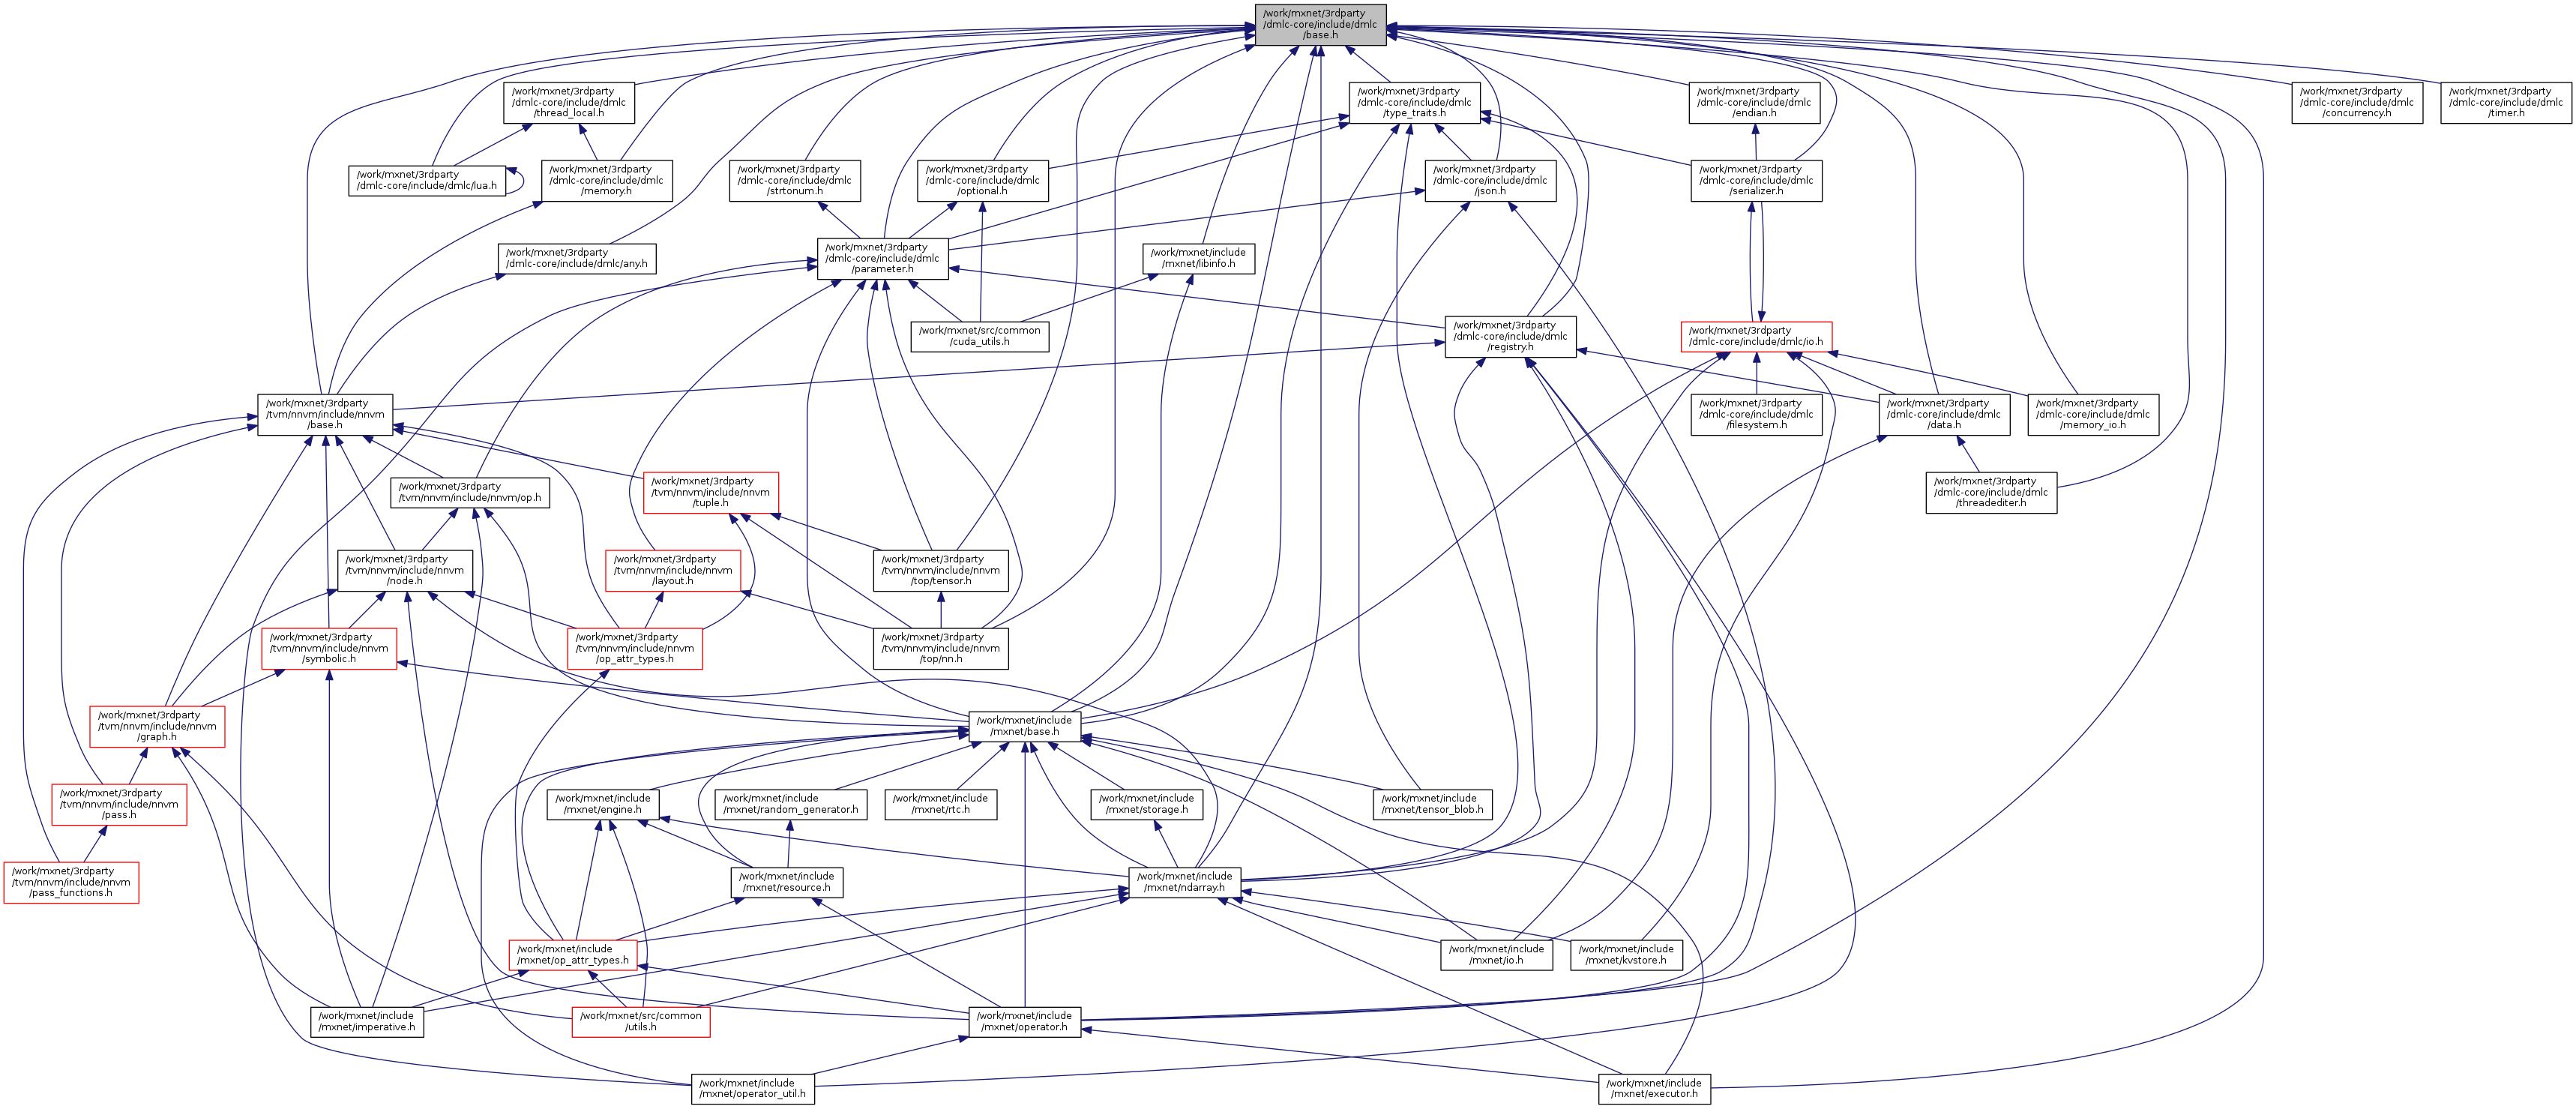 /work/mxnet/3rdparty
/dmlc-core/include/dmlc
/base.h
/work/mxnet/3rdparty
/dmlc-core/include/dmlc
/thread_local.h
/work/mxnet/3rdparty
/dmlc-core/include/dmlc
/type_traits.h
/work/mxnet/3rdparty
/dmlc-core/include/dmlc
/endian.h
/work/mxnet/3rdparty
/dmlc-core/include/dmlc
/concurrency.h
/work/mxnet/3rdparty
/dmlc-core/include/dmlc
/timer.h
/work/mxnet/3rdparty
/dmlc-core/include/dmlc/lua.h
/work/mxnet/3rdparty
/dmlc-core/include/dmlc
/memory.h
/work/mxnet/3rdparty
/dmlc-core/include/dmlc
/strtonum.h
/work/mxnet/3rdparty
/dmlc-core/include/dmlc
/optional.h
/work/mxnet/3rdparty
/dmlc-core/include/dmlc
/json.h
/work/mxnet/3rdparty
/dmlc-core/include/dmlc
/serializer.h
/work/mxnet/3rdparty
/dmlc-core/include/dmlc/any.h
/work/mxnet/3rdparty
/dmlc-core/include/dmlc
/parameter.h
/work/mxnet/include
/mxnet/libinfo.h
/work/mxnet/src/common
/cuda_utils.h
/work/mxnet/3rdparty
/dmlc-core/include/dmlc
/registry.h
/work/mxnet/3rdparty
/dmlc-core/include/dmlc/io.h
/work/mxnet/3rdparty
/tvm/nnvm/include/nnvm
/base.h
/work/mxnet/3rdparty
/dmlc-core/include/dmlc
/filesystem.h
/work/mxnet/3rdparty
/dmlc-core/include/dmlc
/data.h
/work/mxnet/3rdparty
/dmlc-core/include/dmlc
/memory_io.h
/work/mxnet/3rdparty
/tvm/nnvm/include/nnvm/op.h
/work/mxnet/3rdparty
/tvm/nnvm/include/nnvm
/tuple.h
/work/mxnet/3rdparty
/dmlc-core/include/dmlc
/threadediter.h
/work/mxnet/3rdparty
/tvm/nnvm/include/nnvm
/node.h
/work/mxnet/3rdparty
/tvm/nnvm/include/nnvm
/layout.h
/work/mxnet/3rdparty
/tvm/nnvm/include/nnvm
/top/tensor.h
/work/mxnet/3rdparty
/tvm/nnvm/include/nnvm
/symbolic.h
/work/mxnet/3rdparty
/tvm/nnvm/include/nnvm
/op_attr_types.h
/work/mxnet/3rdparty
/tvm/nnvm/include/nnvm
/top/nn.h
/work/mxnet/3rdparty
/tvm/nnvm/include/nnvm
/graph.h
/work/mxnet/include
/mxnet/base.h
/work/mxnet/3rdparty
/tvm/nnvm/include/nnvm
/pass.h
/work/mxnet/include
/mxnet/engine.h
/work/mxnet/include
/mxnet/random_generator.h
/work/mxnet/include
/mxnet/rtc.h
/work/mxnet/include
/mxnet/storage.h
/work/mxnet/include
/mxnet/tensor_blob.h
/work/mxnet/3rdparty
/tvm/nnvm/include/nnvm
/pass_functions.h
/work/mxnet/include
/mxnet/resource.h
/work/mxnet/include
/mxnet/ndarray.h
/work/mxnet/include
/mxnet/op_attr_types.h
/work/mxnet/include
/mxnet/io.h
/work/mxnet/include
/mxnet/kvstore.h
/work/mxnet/include
/mxnet/imperative.h
/work/mxnet/src/common
/utils.h
/work/mxnet/include
/mxnet/operator.h
/work/mxnet/include
/mxnet/operator_util.h
/work/mxnet/include
/mxnet/executor.h